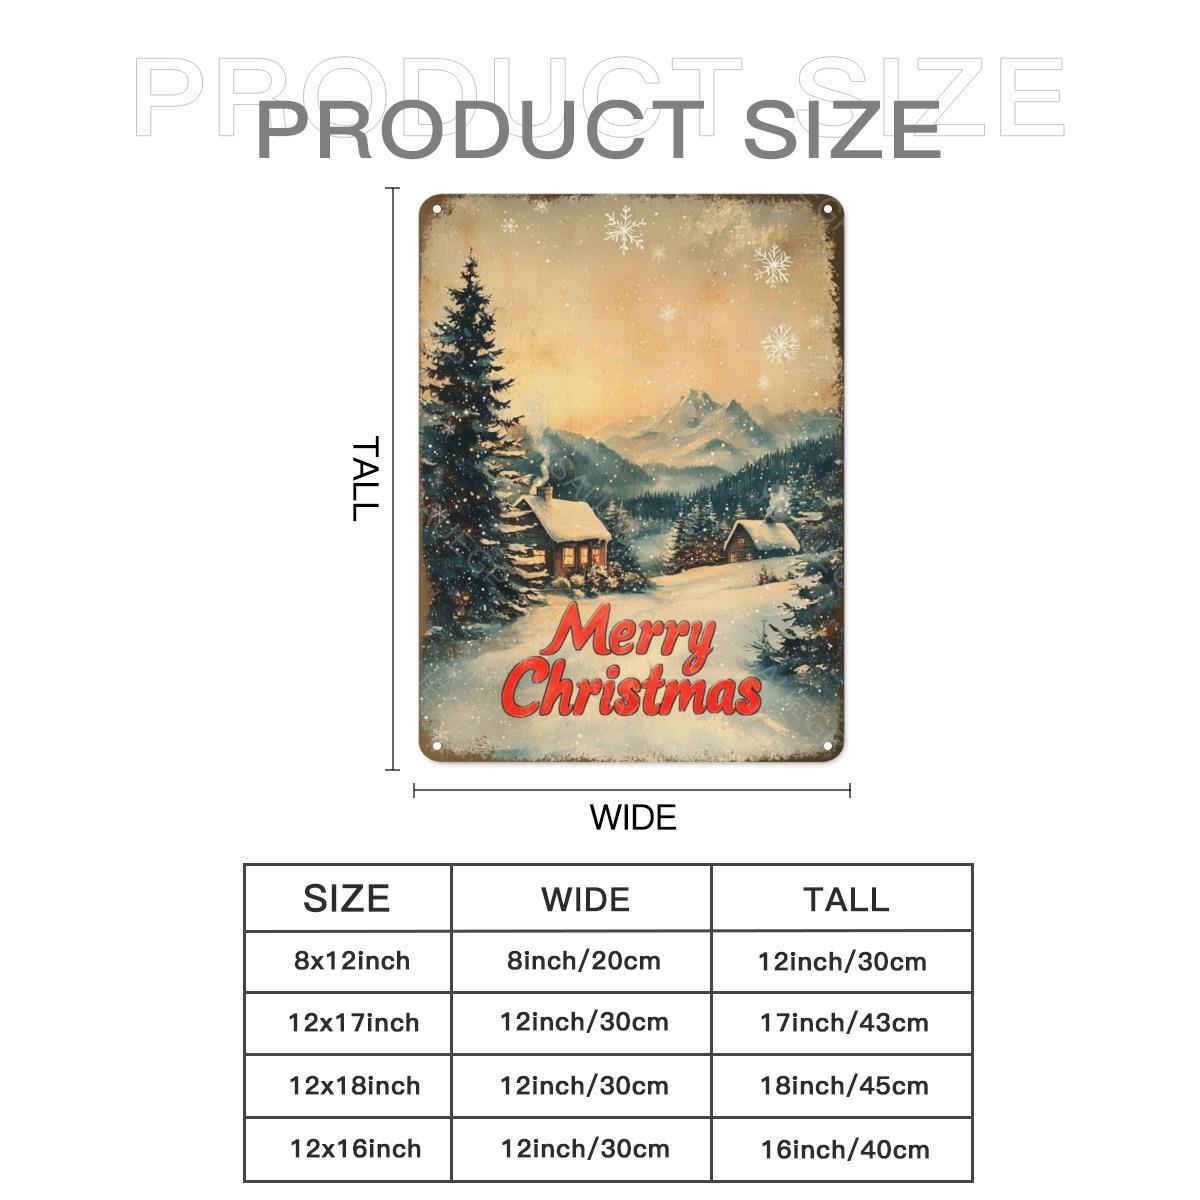 PRODUCT SIZE
PRODUCT SIZE
TALL
Merry
Christmas
WIDE
SIZE WIDE TALL
8x12inch 8inch/20cm 12inch/30cm
12x17inch 12inch/30cm 17inch/43cm
12x18inch 12inch/30cm 18inch/45cm
12x16inch 12inch/30cm 16inch/40cm